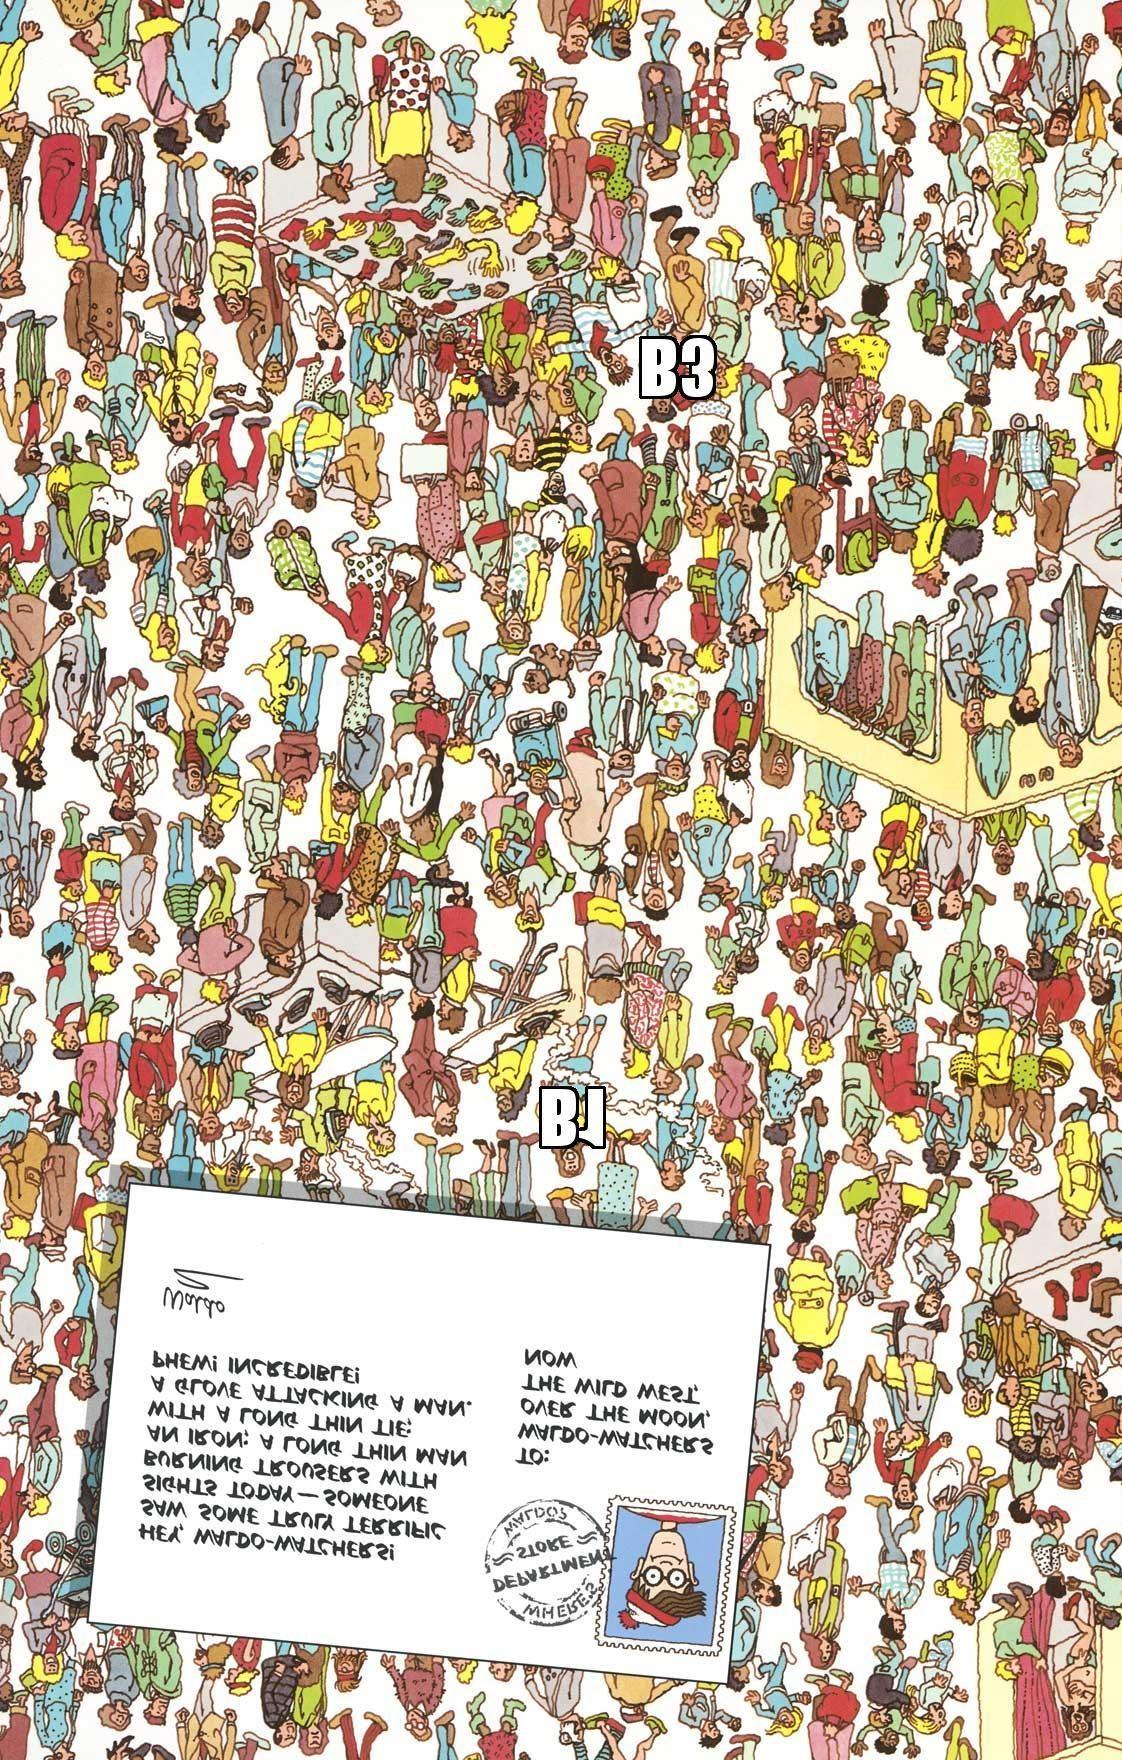 B3
B1
HEY, WALDO-WATCHERS!
SAW SOME TRULY TERRIFIC
SIGHTS TODAY — SOMEONE
BURNING TROUSERS WITH
AN IRON; A LONG THIN MAN
WITH A LONG THIN TIE;
A GLOVE ATTACKING A MAN.
PHEW! INCREDIBLE!
Waldo
WHERE'S
DEPARTMENT
STORE
WALDO'S
TO:
WALDO-WATCHERS
OVER THE MOON,
THE WILD WEST,
NOW